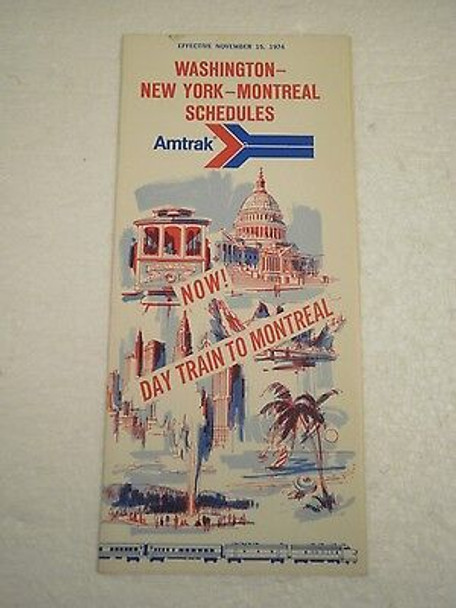 EFFECTIVE NOVEMBER 15, 1974
WASHINGTON–
NEW YORK–MONTREAL
SCHEDULES
Amtrak
NOW!
DAY TRAIN TO MONTREAL